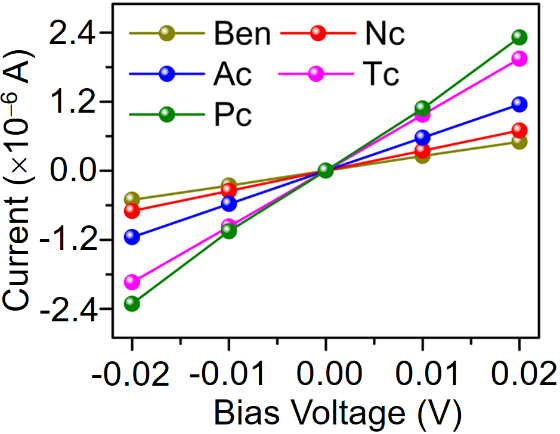 2.4
1.2
0.0
-1.2
-2.4
Current (×10⁻⁶ A)
Ben Nc
Ac Tc
Pc
-0.02 -0.01 0.00 0.01 0.02
Bias Voltage (V)